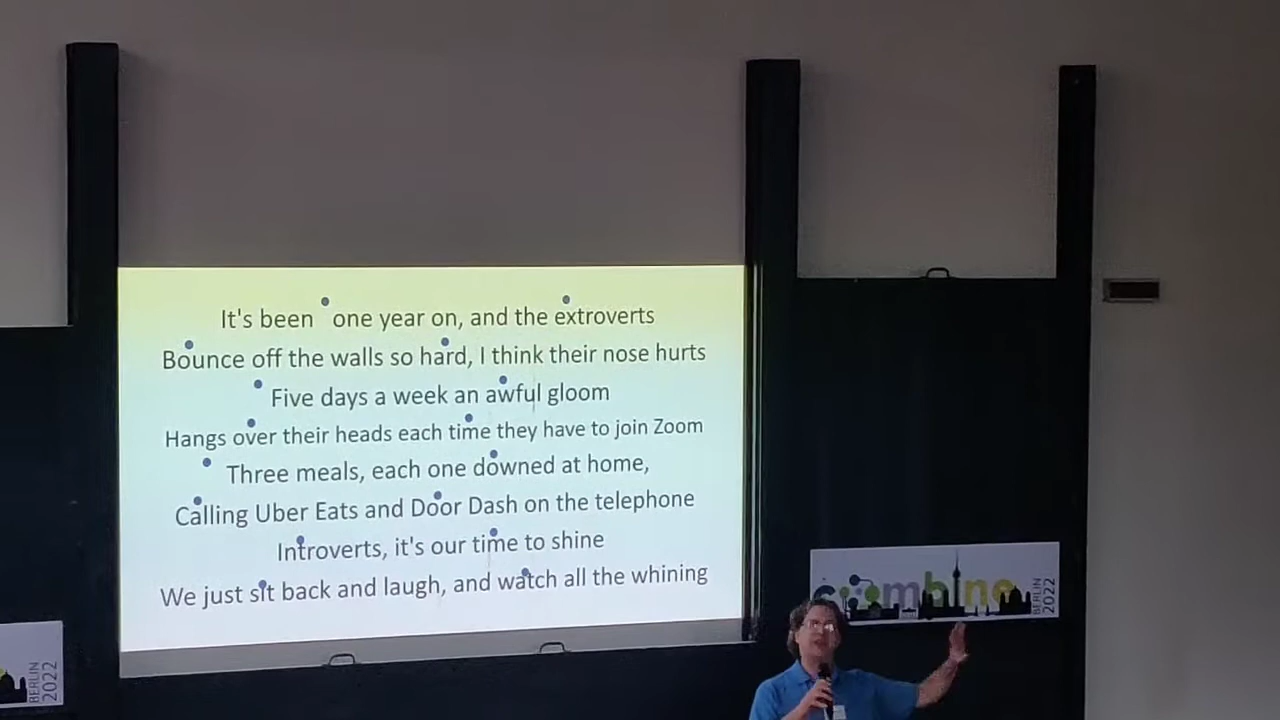 It's been one year on, and the extroverts
Bounce off the walls so hard, I think their nose hurts
Five days a week an awful gloom
Hangs over their heads each time they have to join Zoom
Three meals, each one downed at home,
Calling Uber Eats and Door Dash on the telephone
Introverts, it's our time to shine
We just sit back and laugh, and watch all the whining
combine
BERLIN
2022
BERLIN
2022